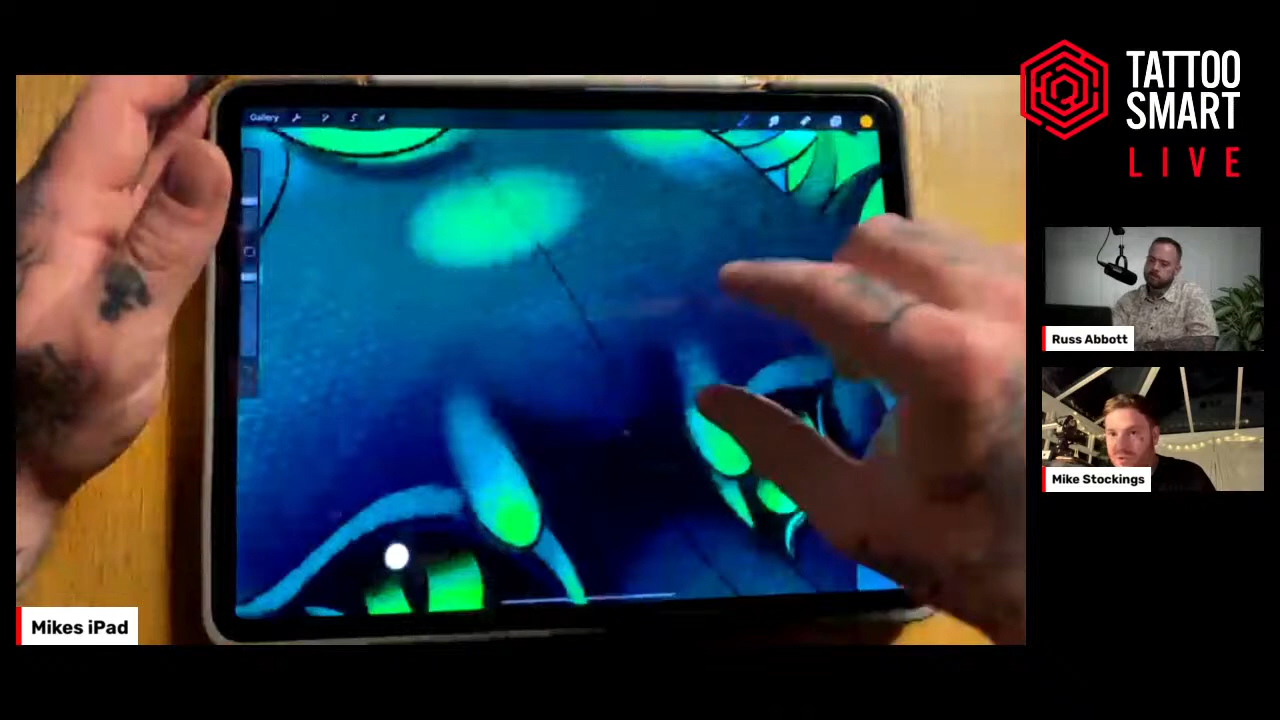 TATTOO
SMART
LIVE
Gallery
Russ Abbott
Mike Stockings
Mikes iPad